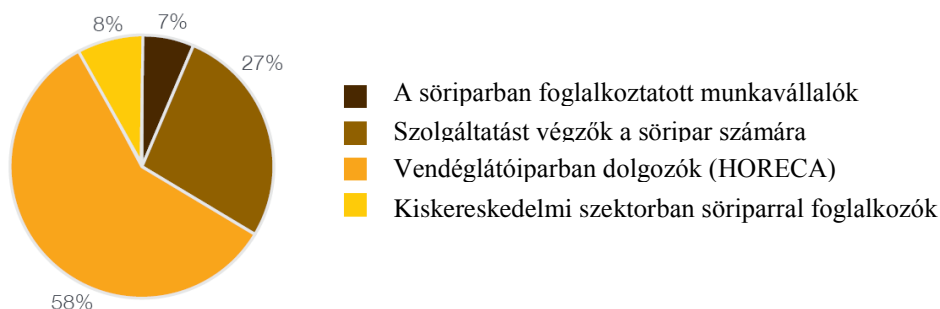 8%
7%
27%
58%
A söriparban foglalkoztatott munkavállalók
Szolgáltatást végzők a söripar számára
Vendéglátóiparban dolgozók (HORECA)
Kiskereskedelmi szektorban söriparral foglalkozók